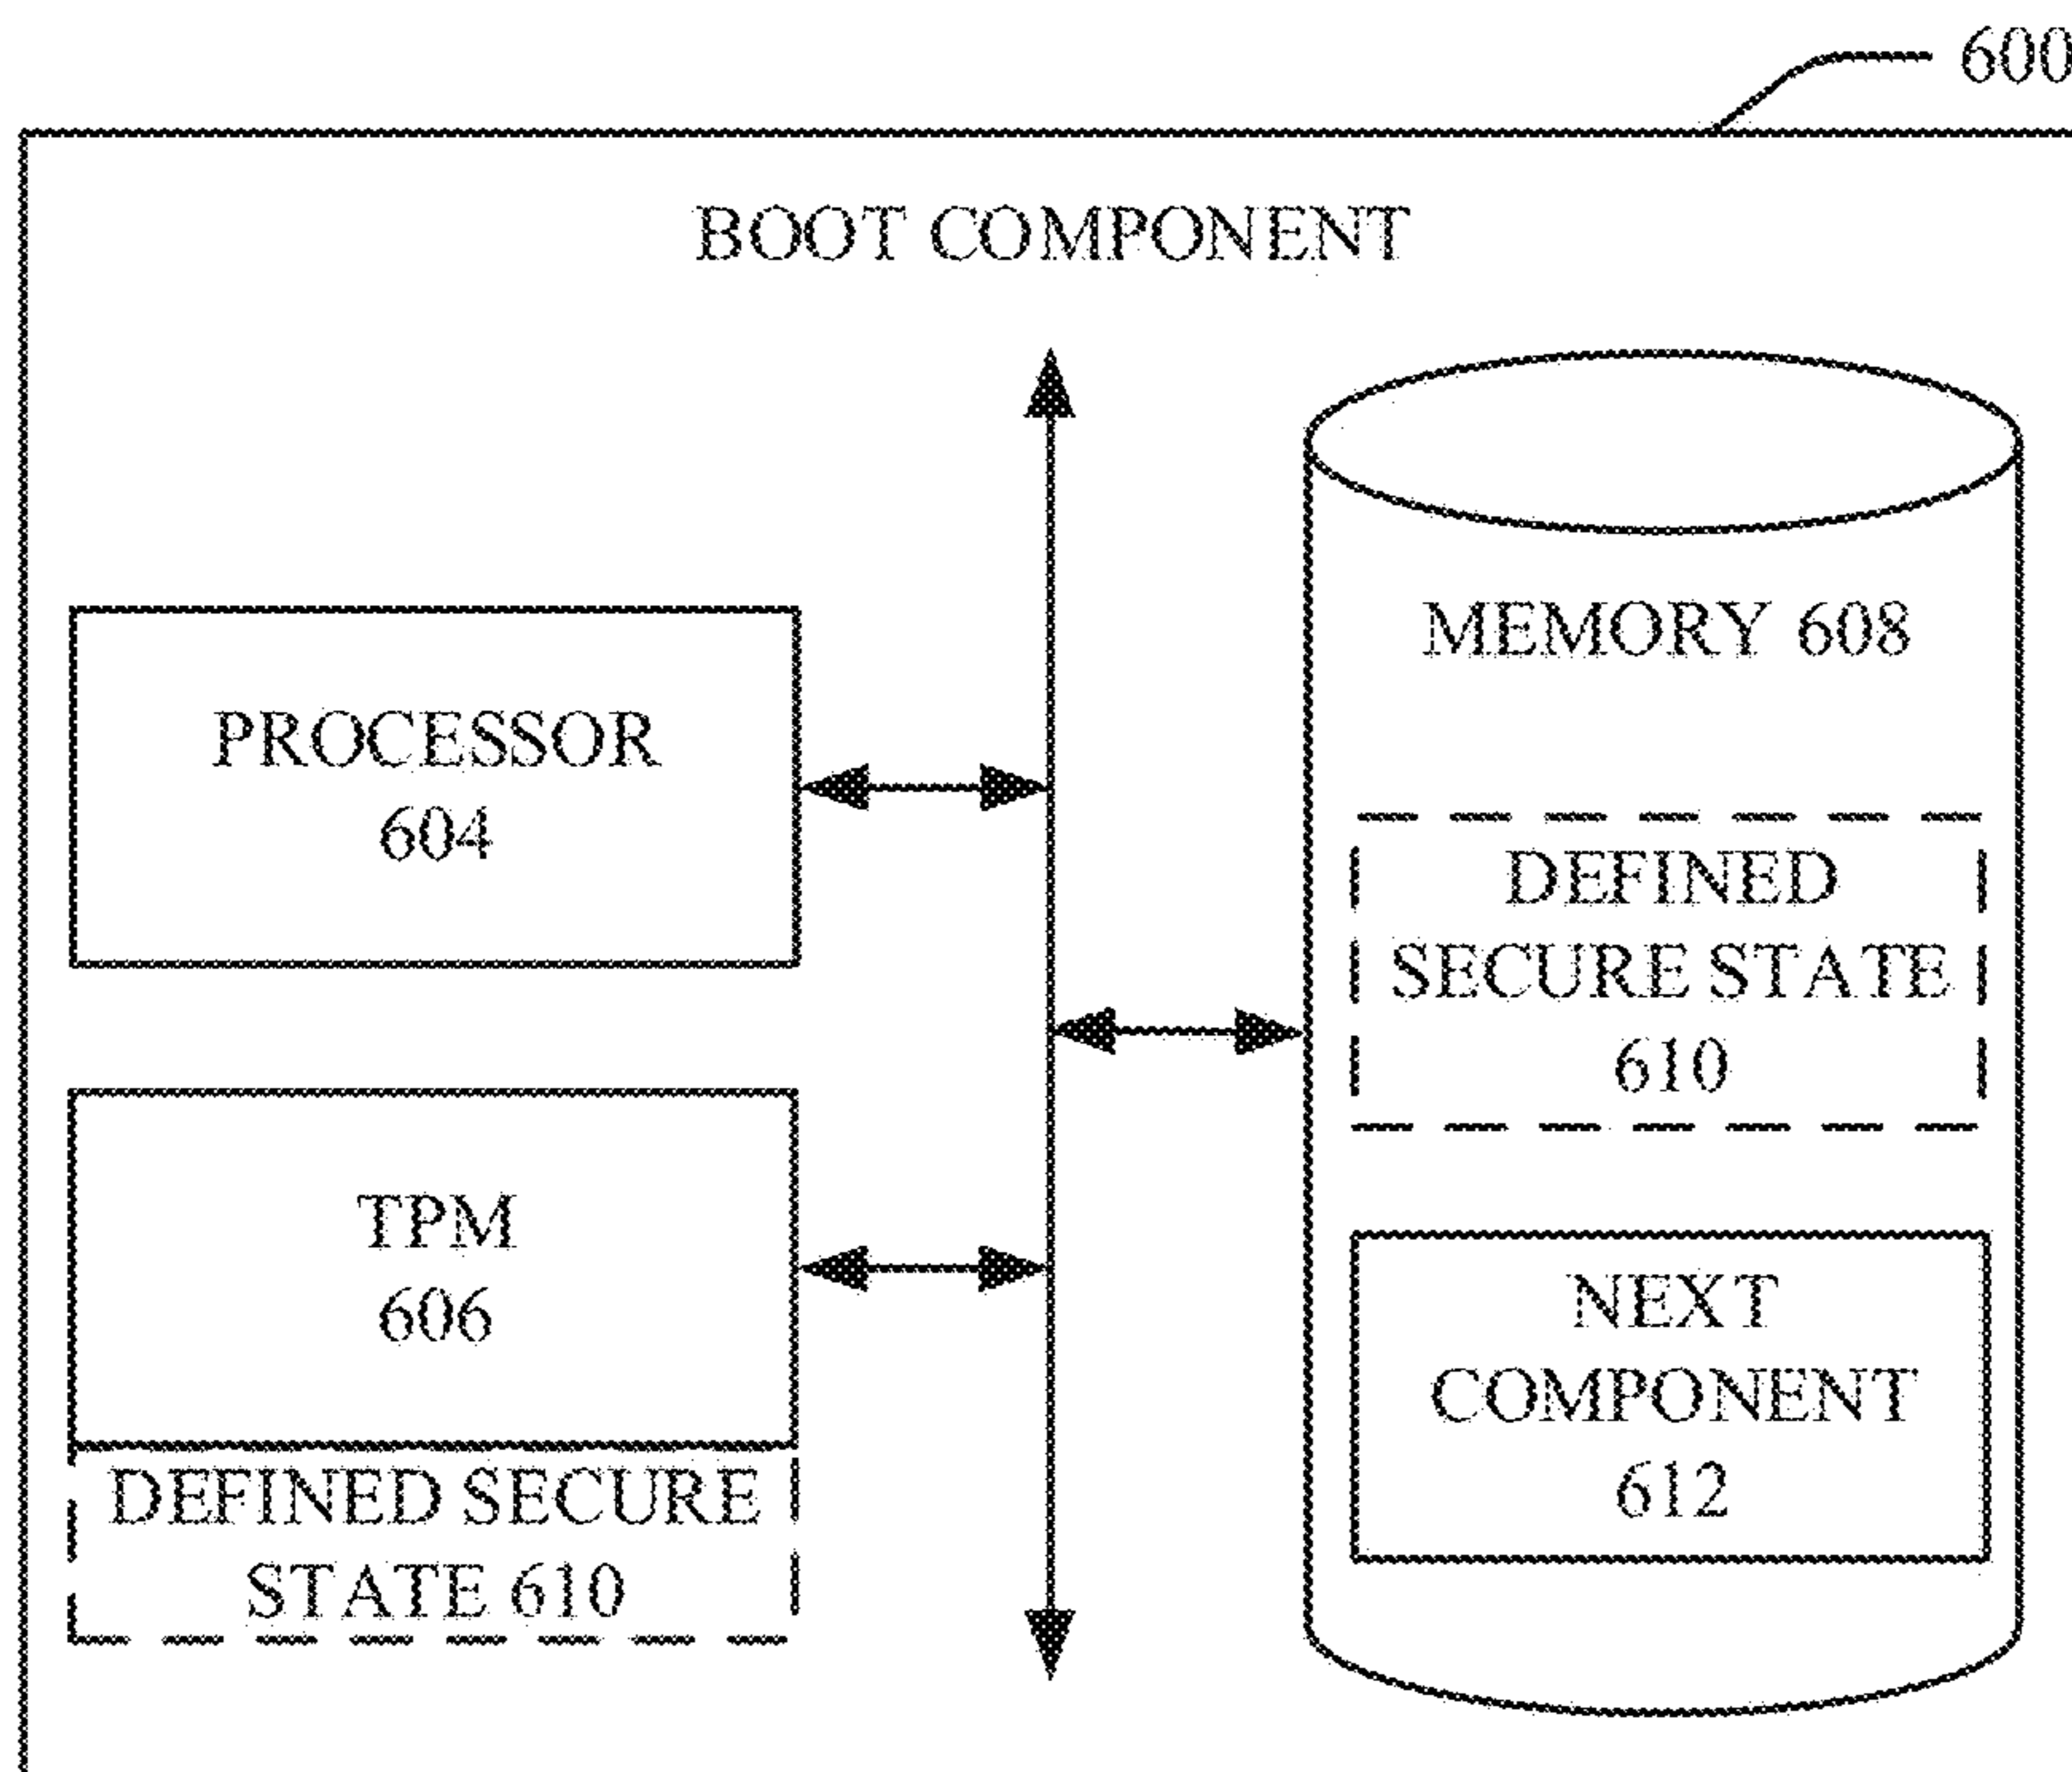 600
BOOT COMPONENT
PROCESSOR
604
TPM
606
DEFINED SECURE
STATE 610
MEMORY 608
DEFINED
SECURE STATE
610
NEXT
COMPONENT
612